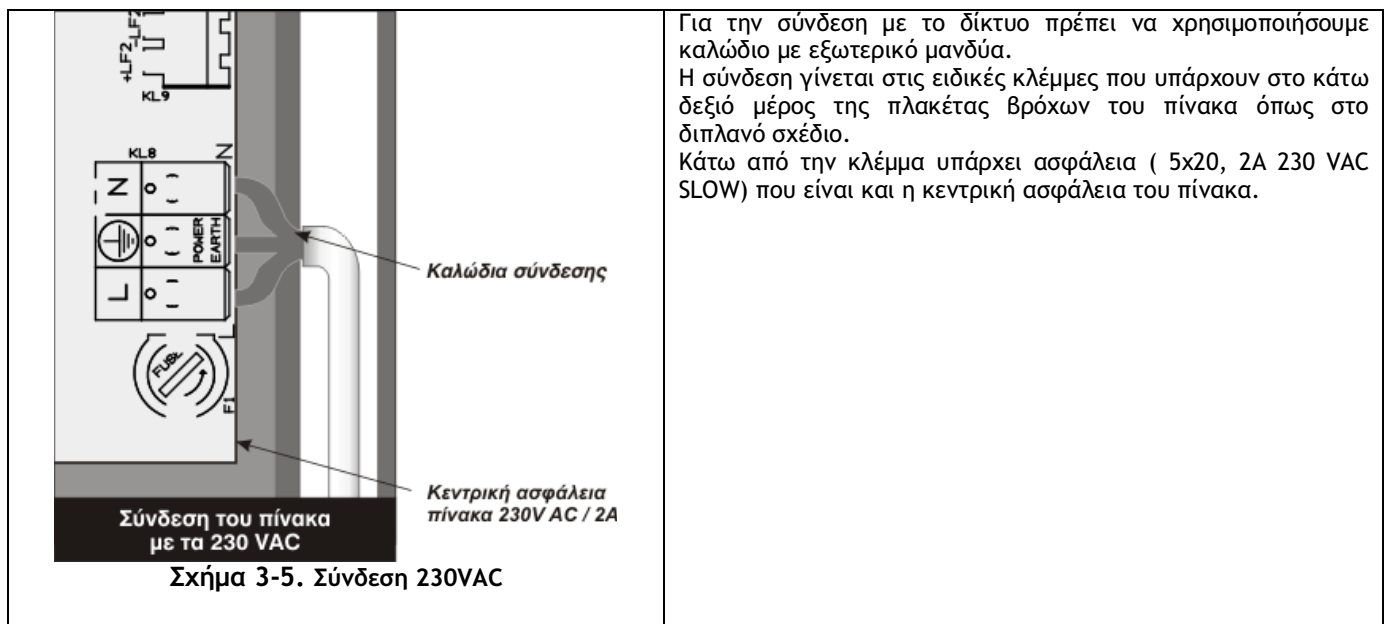 -LF2
+LF2
KL9
KL8
N
N
POWER
EARTH
L
L
FUSE
F1
Καλώδια σύνδεσης
Κεντρική ασφάλεια
πίνακα 230V AC / 2A
Σύνδεση του πίνακα
με τα 230 VAC
Σχήμα 3-5. Σύνδεση 230VAC
Για την σύνδεση με το δίκτυο πρέπει να χρησιμοποιήσουμε
καλώδιο με εξωτερικό μανδύα.
Η σύνδεση γίνεται στις ειδικές κλέμμες που υπάρχουν στο κάτω
δεξιό μέρος της πλακέτας βρόχων του πίνακα όπως στο
διπλανό σχέδιο.
Κάτω από την κλέμμα υπάρχει ασφάλεια ( 5x20, 2A 230 VAC
SLOW) που είναι και η κεντρική ασφάλεια του πίνακα.